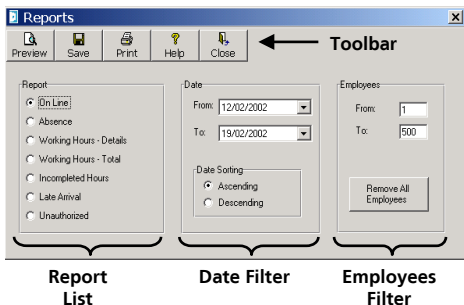 Reports
Preview Save Print Help Close
Toolbar
Report
On Line
Absence
Working Hours - Details
Working Hours - Total
Incompleted Hours
Late Arrival
Unauthorized
Date
From: 12/02/2002
To: 19/02/2002
Date Sorting
Ascending
Descending
Employees
From: 1
To: 500
Remove All
Employees
Report
List
Date Filter
Employees
Filter